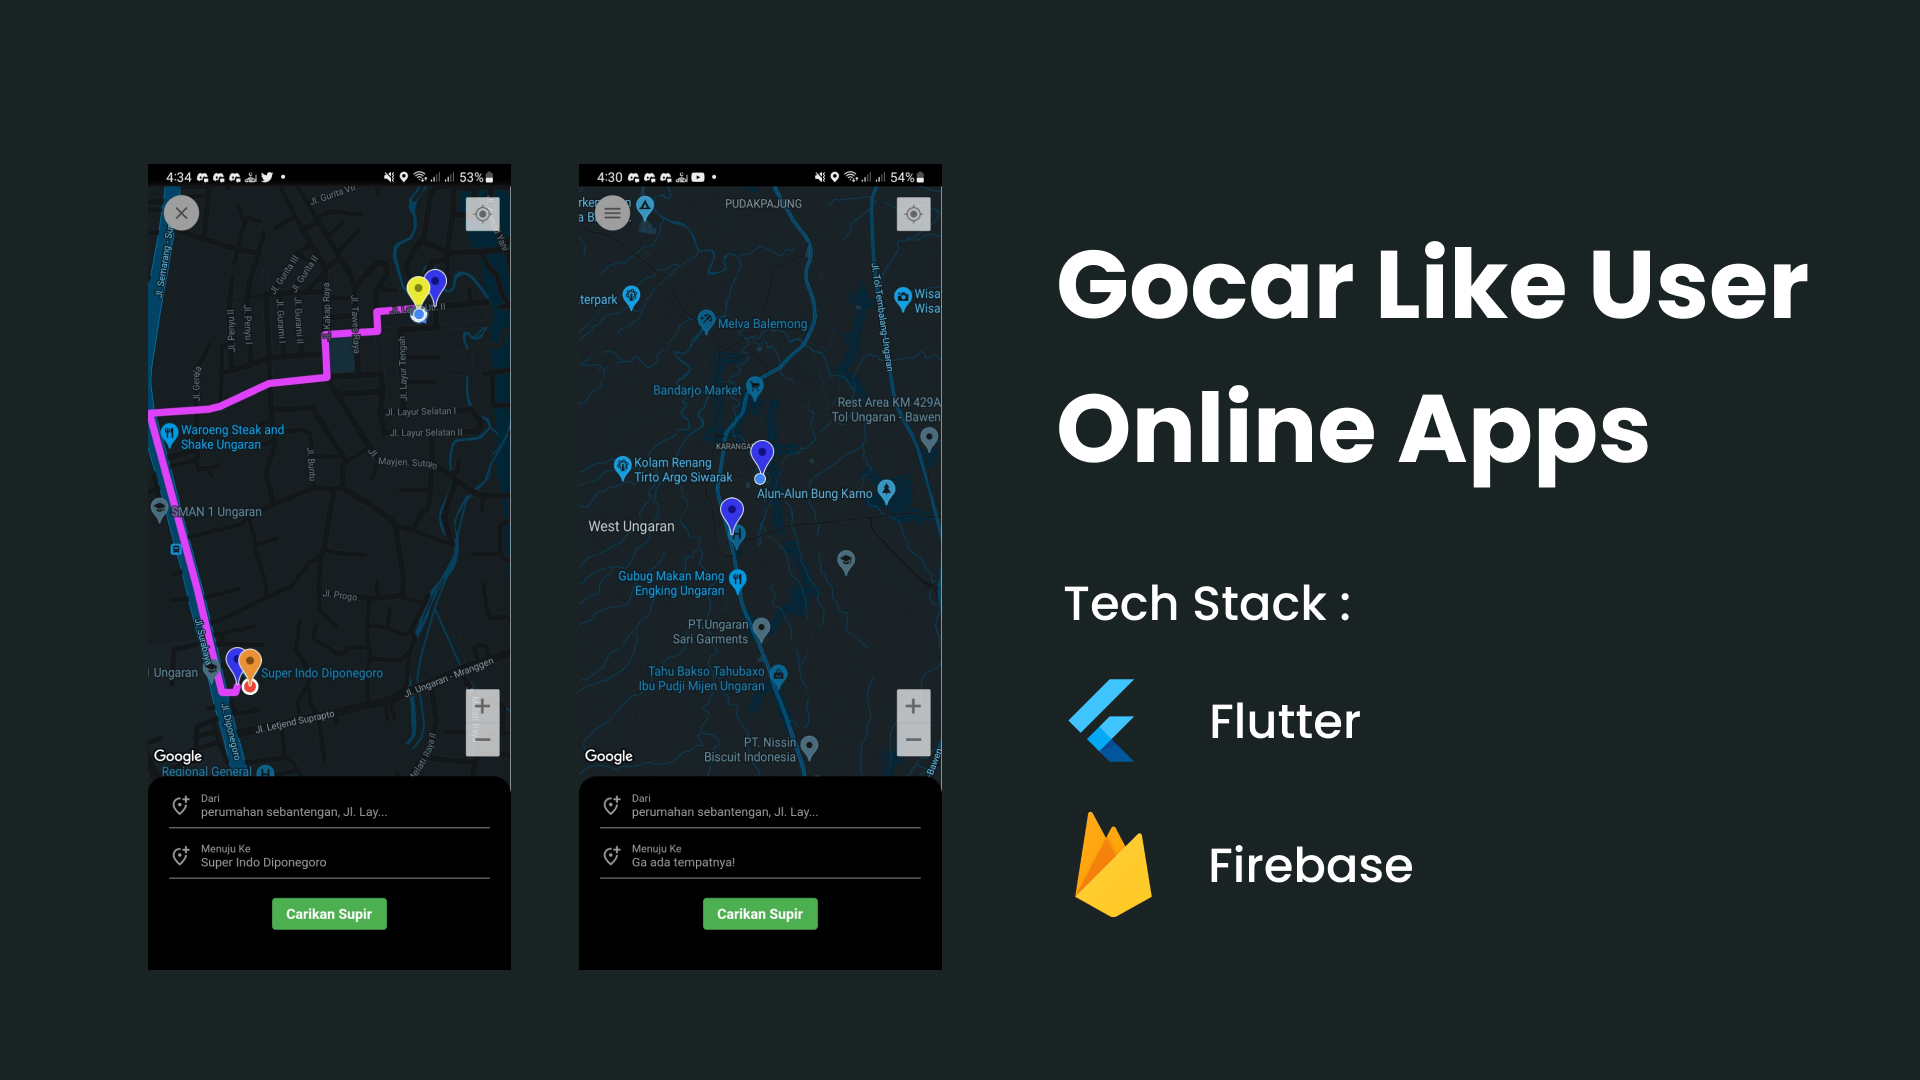 4:34
53%
Jl. Gurita VII
Jl. Gurita III
Jl. Gurita II
Jl. Penyu II
Jl. Penyu I
Jl. Gurami III
Jl. Gurami II
Kakap Raya
Jl. Tawes Raya
Jl. Layur Tengah
Jl. Gereja
Jl. Layur Selatan I
Jl. Layur Selatan II
Waroeng Steak and
Shake Ungaran
Jl. Buntu
Jl. Mayjen. Sutoyo
SMAN 1 Ungaran
Jl. Progo
Jl. Surabaya
Ungaran
Super Indo Diponegoro
Jl. Ungaran - Mranggen
Jl. Letjend Suprapto
Jl. Diponegoro
Google
Regional General
Dari
perumahan sebantengan, Jl. Lay...
Menuju Ke
Super Indo Diponegoro
Carikan Supir
4:30
54%
PUDAKPAJUNG
terpark
Wisa
Wisa
Melva Balemong
Jl. Tol Tembalang-Ungaran
Bandarjo Market
Rest Area KM 429A
Tol Ungaran - Bawen
Kolam Renang
Tirto Argo Siwarak
Alun-Alun Bung Karno
West Ungaran
Gubug Makan Mang
Engking Ungaran
PT.Ungaran
Sari Garments
Tahu Bakso Tahubaxo
Ibu Pudji Mijen Ungaran
PT. Nissin
Biscuit Indonesia
Google
Dari
perumahan sebantengan, Jl. Lay...
Menuju Ke
Ga ada tempatnya!
Carikan Supir
Gocar Like User
Online Apps
Tech Stack :
Flutter
Firebase